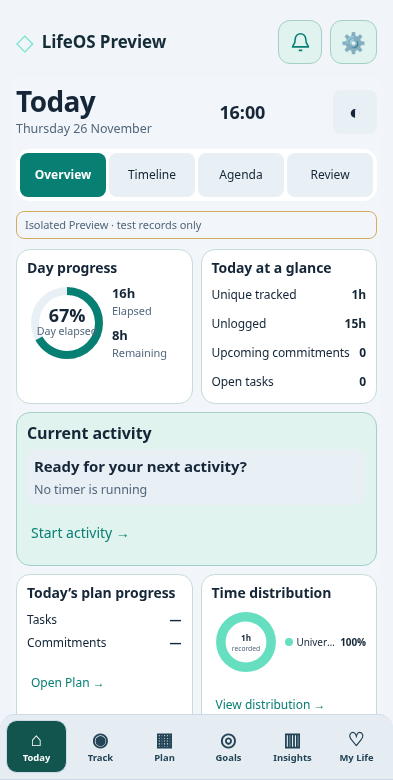 LifeOS Preview
Today
16:00
Thursday 26 November
Overview
Timeline
Agenda
Review
Isolated Preview · test records only
Day progress
67%
Day elapsed
16h
Elapsed
8h
Remaining
Today at a glance
Unique tracked 1h
Unlogged 15h
Upcoming commitments 0
Open tasks 0
Current activity
Ready for your next activity?
No timer is running
Start activity →
Today's plan progress
Tasks —
Commitments —
Open Plan →
Time distribution
1h
recorded
Univer... 100%
View distribution →
Today
Track
Plan
Goals
Insights
My Life